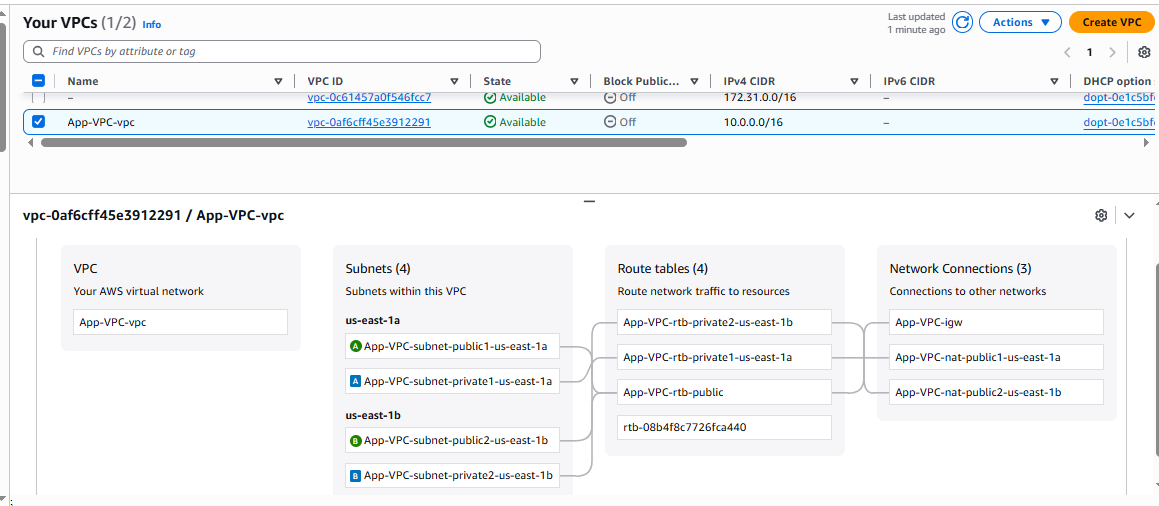 Your VPCs (1/2) Info
Last updated
1 minute ago
Actions
Create VPC
Find VPCs by attribute or tag
1
Name
VPC ID
State
Block Public...
IPv4 CIDR
IPv6 CIDR
DHCP option
– vpc-0c61457a0f546fcc7 Available Off 172.31.0.0/16 – dopt-0e1c5bf
App-VPC-vpc vpc-0af6cff45e3912291 Available Off 10.0.0.0/16 – dopt-0e1c5bf
vpc-0af6cff45e3912291 / App-VPC-vpc
VPC
Your AWS virtual network
App-VPC-vpc
Subnets (4)
Subnets within this VPC
us-east-1a
A App-VPC-subnet-public1-us-east-1a
A App-VPC-subnet-private1-us-east-1a
us-east-1b
B App-VPC-subnet-public2-us-east-1b
B App-VPC-subnet-private2-us-east-1b
Route tables (4)
Route network traffic to resources
App-VPC-rtb-private2-us-east-1b
App-VPC-rtb-private1-us-east-1a
App-VPC-rtb-public
rtb-08b4f8c7726fca440
Network Connections (3)
Connections to other networks
App-VPC-igw
App-VPC-nat-public1-us-east-1a
App-VPC-nat-public2-us-east-1b